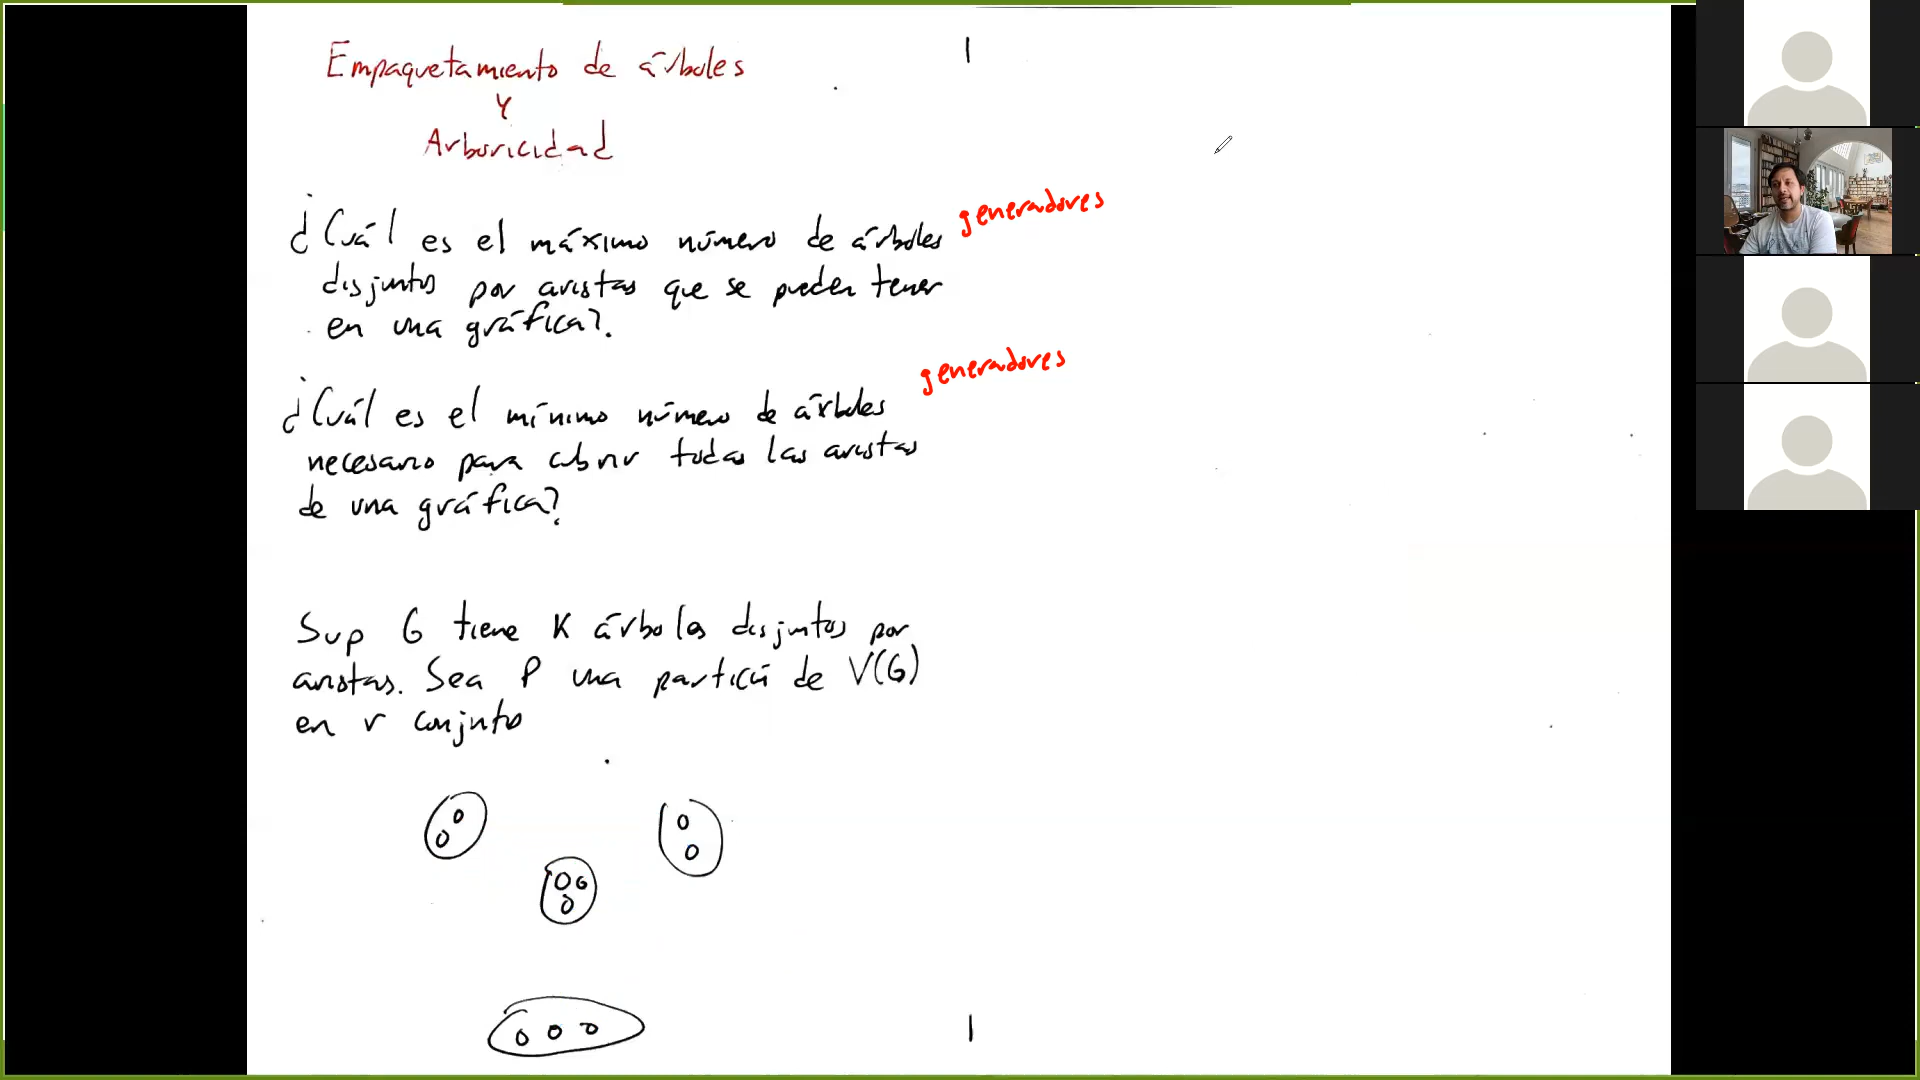 Empaquetamiento de árboles
Y
Arboricidad
¿Cuál es el máximo número de árboles generadores
disjuntos por aristas que se pueden tener
en una gráfica?.
¿Cuál es el mínimo número de árboles generadores
necesario para cubrir todas las aristas
de una gráfica?
Sup G tiene K árboles disjuntos por
aristas. Sea P una partición de V(G)
en r conjunto